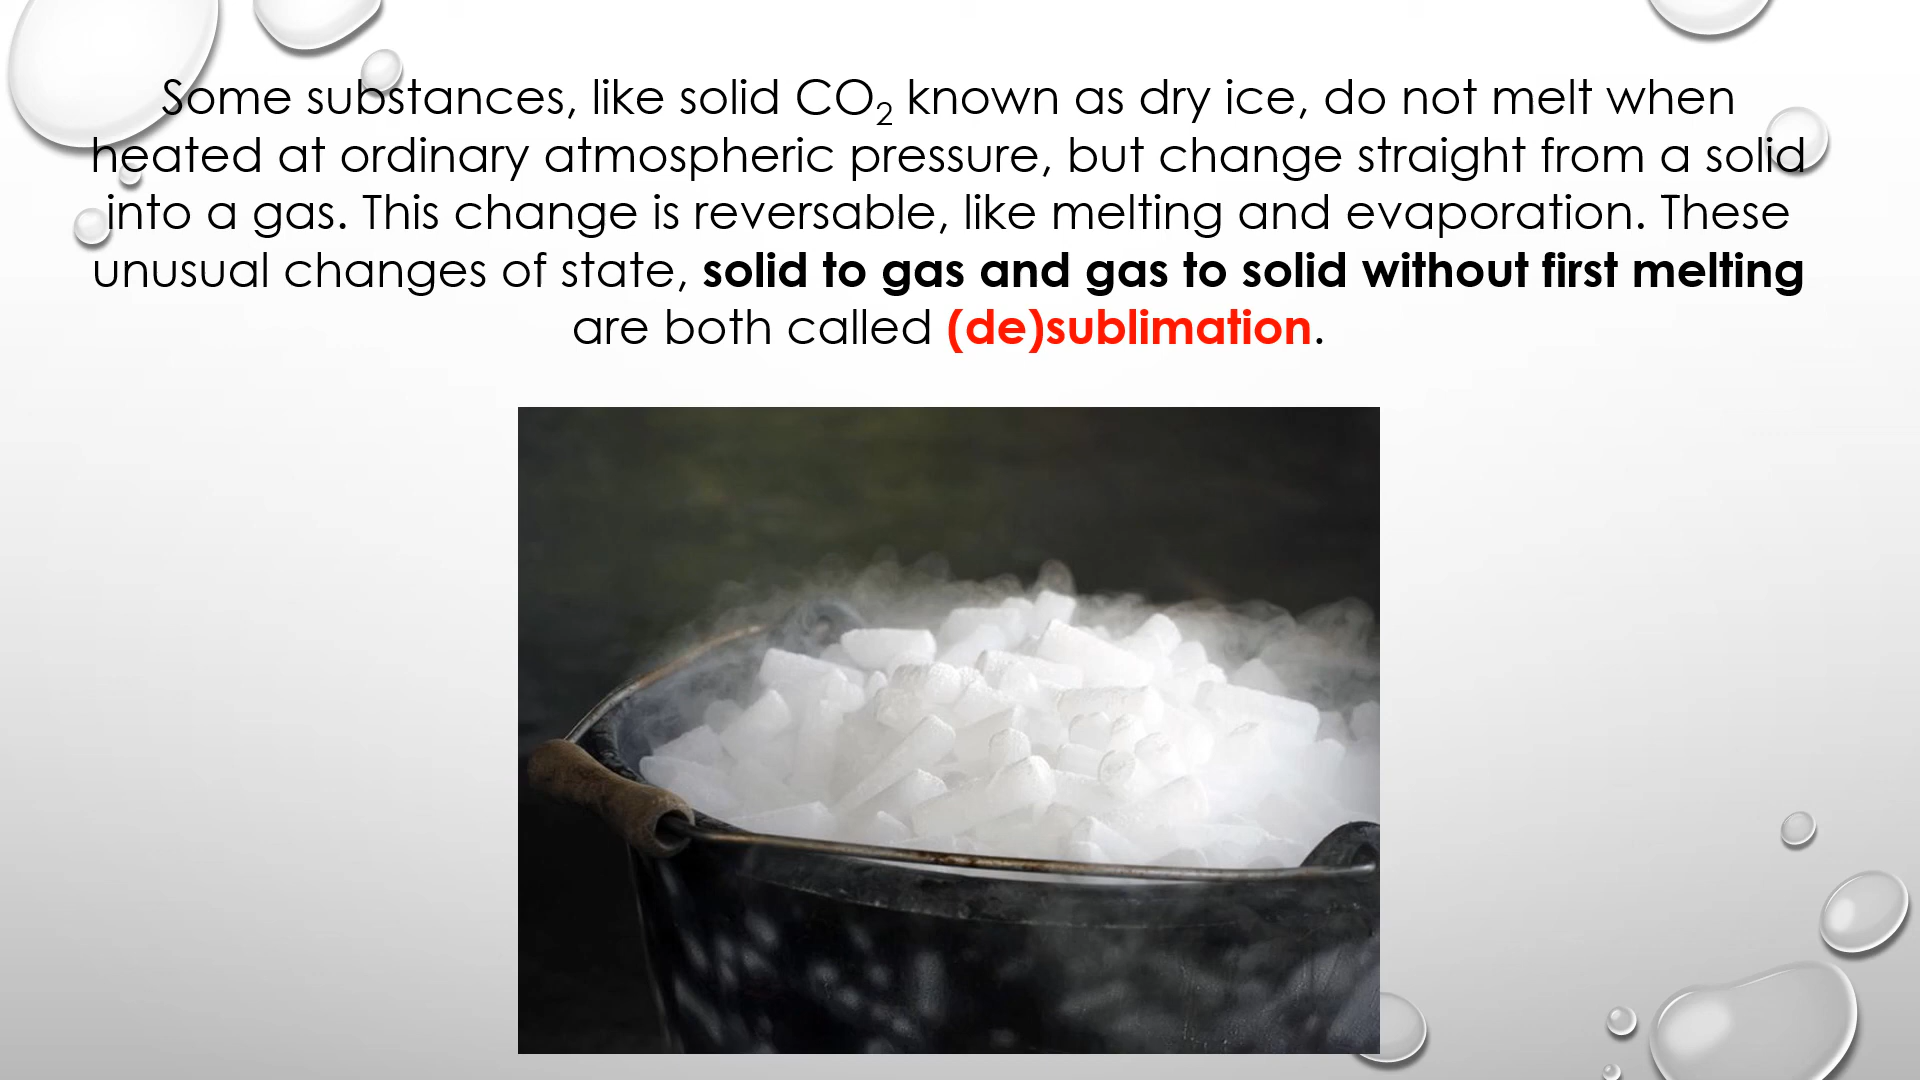 Some substances, like solid CO₂ known as dry ice, do not melt when
heated at ordinary atmospheric pressure, but change straight from a solid
into a gas. This change is reversable, like melting and evaporation. These
unusual changes of state, solid to gas and gas to solid without first melting
are both called (de)sublimation.